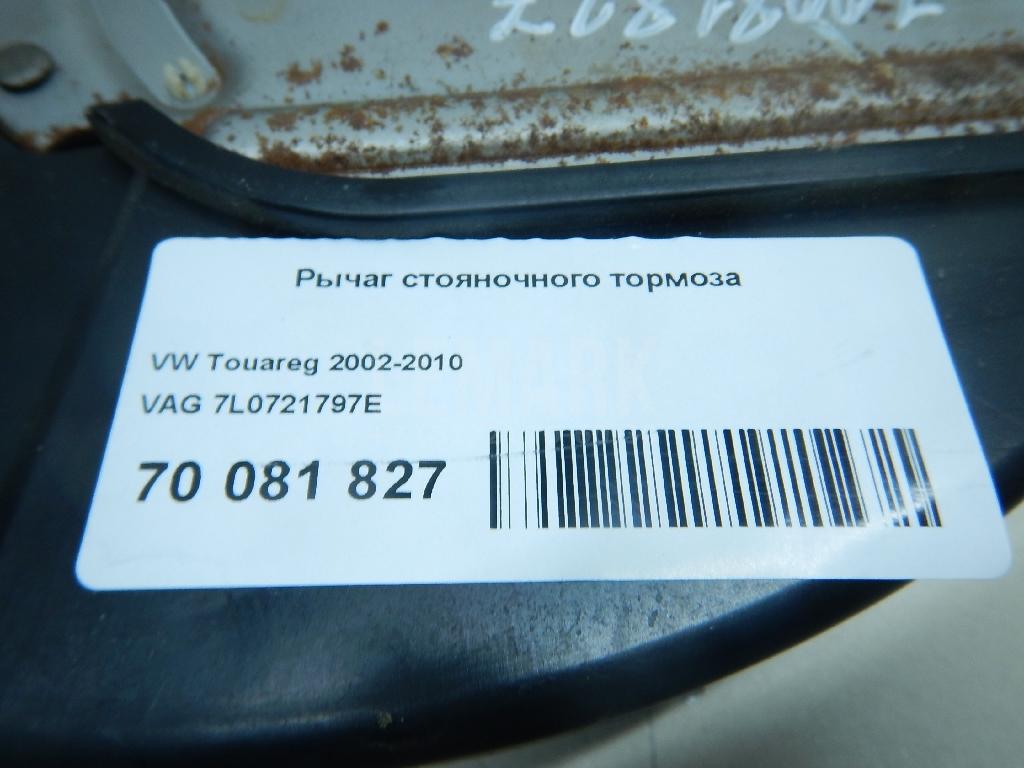 Рычаг стояночного тормоза
VW Touareg 2002-2010
VAG 7L0721797E
70 081 827